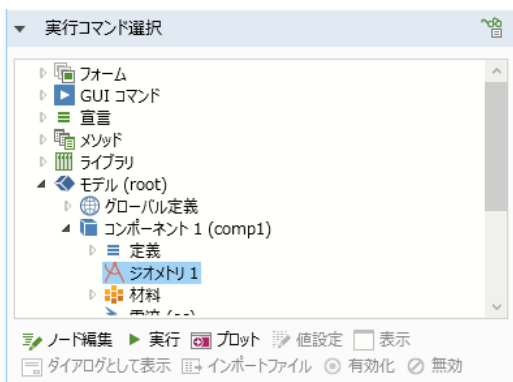 実行コマンド選択
フォーム
GUI コマンド
宣言
メソッド
ライブラリ
モデル (root)
グローバル定義
コンポーネント 1 (comp1)
定義
ジオメトリ 1
材料
ノード編集 実行 プロット 値設定 表示
ダイアログとして表示 インポートファイル 有効化 無効